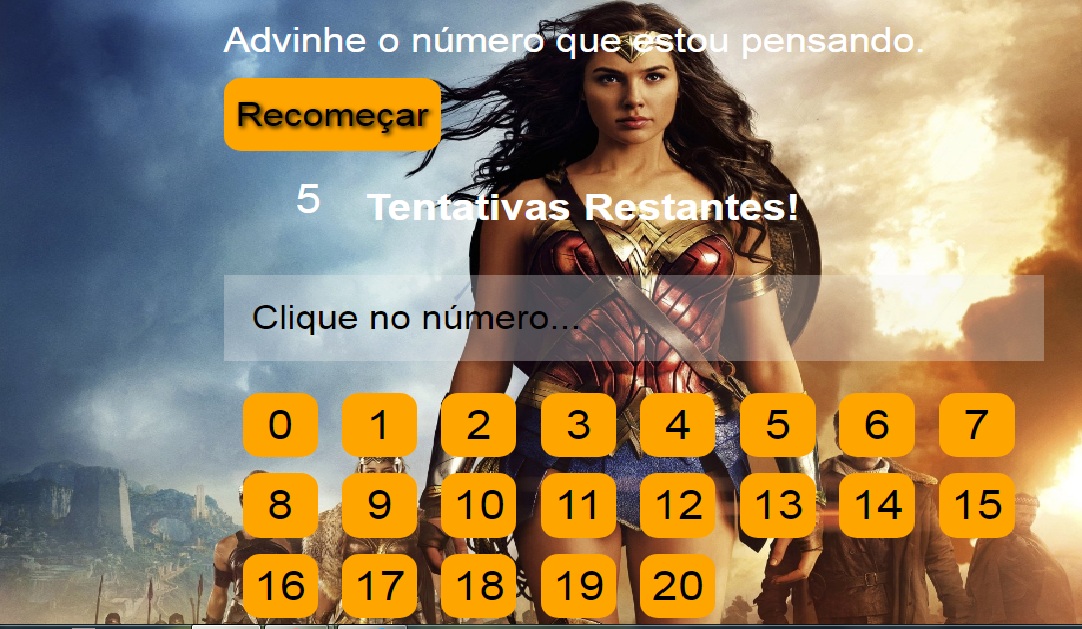 Advinhe o número que estou pensando.
Recomeçar
5 Tentativas Restantes!
Clique no número...
0 1 2 3 4 5 6 7
8 9 10 11 12 13 14 15
16 17 18 19 20